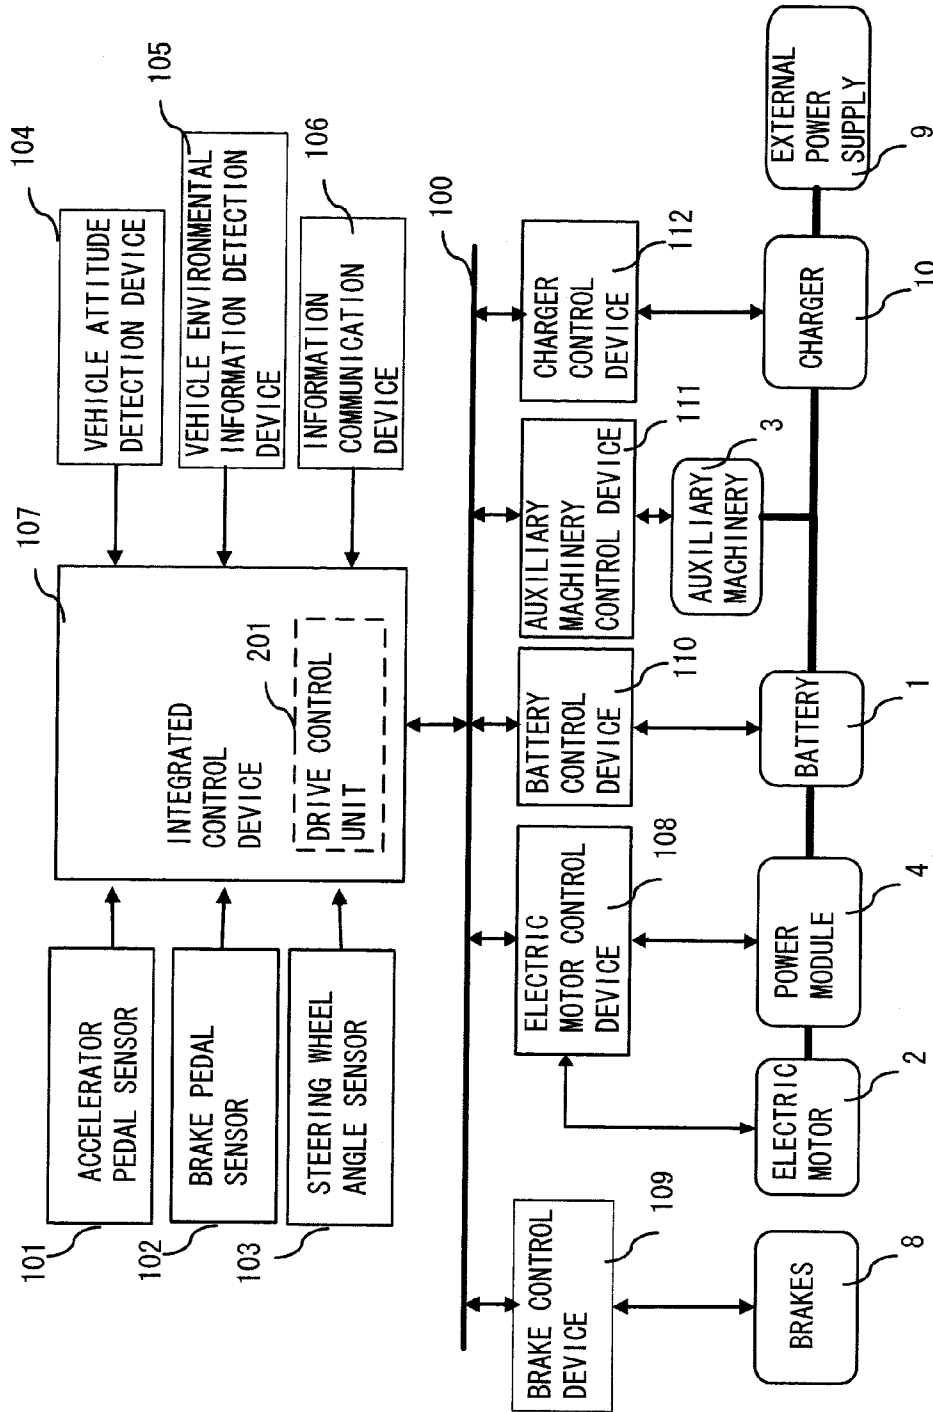 101
ACCELERATOR
PEDAL SENSOR
102
BRAKE PEDAL
SENSOR
103
STEERING WHEEL
ANGLE SENSOR
107
INTEGRATED
CONTROL
DEVICE
201
DRIVE CONTROL
UNIT
104
VEHICLE ATTITUDE
DETECTION DEVICE
105
VEHICLE ENVIRONMENTAL
INFORMATION DETECTION
DEVICE
106
INFORMATION
COMMUNICATION
DEVICE
100
BRAKE CONTROL
DEVICE
109
ELECTRIC
MOTOR CONTROL
DEVICE
108
BATTERY
CONTROL
DEVICE
110
AUXILIARY
MACHINERY
CONTROL DEVICE
111
CHARGER
CONTROL
DEVICE
112
AUXILIARY
MACHINERY
3
BRAKES
8
ELECTRIC
MOTOR
2
POWER
MODULE
4
BATTERY
1
CHARGER
10
EXTERNAL
POWER
SUPPLY
9